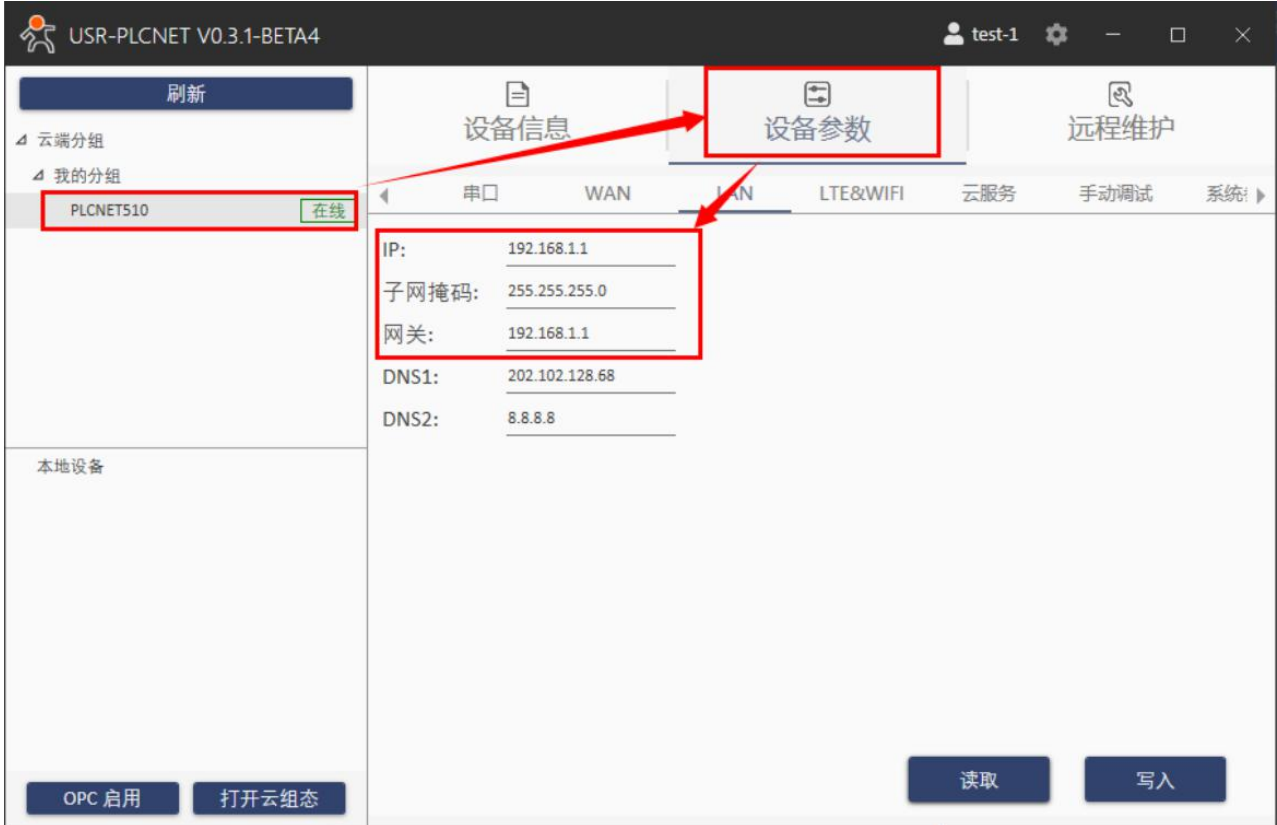 USR-PLCNET V0.3.1-BETA4
test-1
刷新
云端分组
我的分组
PLCNET510
在线
本地设备
OPC 启用
打开云组态
设备信息
设备参数
远程维护
串口
WAN
LAN
LTE&WIFI
云服务
手动调试
系统
IP:
192.168.1.1
子网掩码:
255.255.255.0
网关:
192.168.1.1
DNS1:
202.102.128.68
DNS2:
8.8.8.8
读取
写入